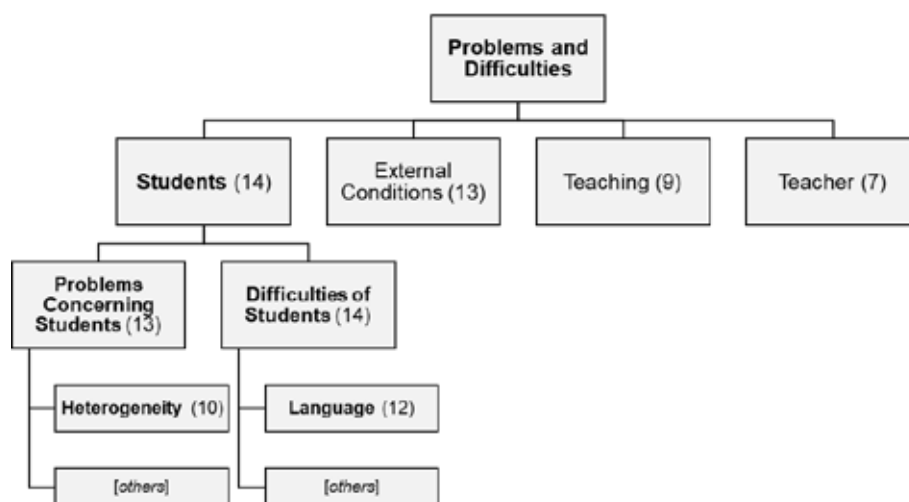 Problems and
Difficulties
Students (14)
External
Conditions (13)
Teaching (9)
Teacher (7)
Problems
Concerning
Students (13)
Difficulties of
Students (14)
Heterogeneity (10)
Language (12)
[others]
[others]